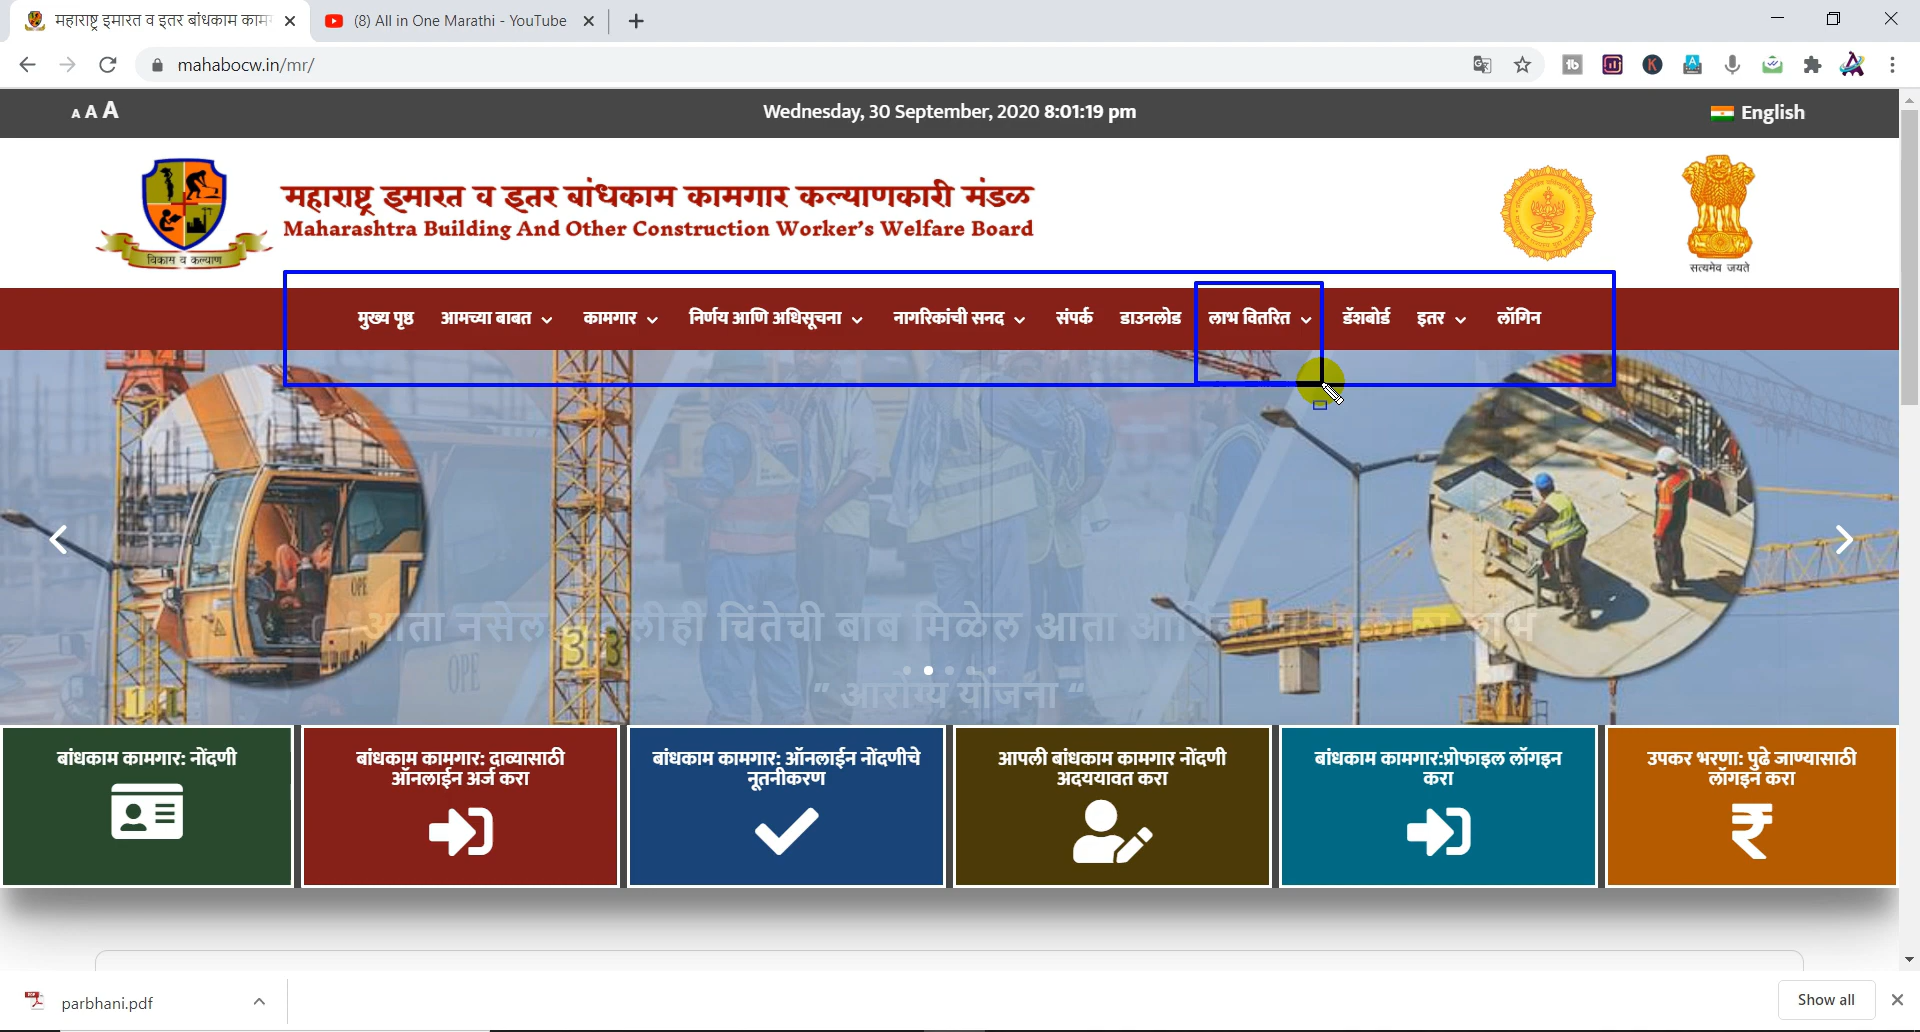 महाराष्ट्र इमारत व इतर बांधकाम काम
(8) All in One Marathi - YouTube
mahabocw.in/mr/
A A A
Wednesday, 30 September, 2020 8:01:19 pm
English
महाराष्ट्र इमारत व इतर बांधकाम कामगार कल्याणकारी मंडळ
Maharashtra Building And Other Construction Worker's Welfare Board
विकास व कल्याण
सत्यमेव जयते
मुख्य पृष्ठ आमच्या बाबत कामगार निर्णय आणि अधिसूचना नागरिकांची सनद संपर्क डाउनलोड लाभ वितरित डॅशबोर्ड इतर लॉगिन
आता नसेल चिंतेची बाब मिळेल आता
" आरोग्य योजना "
बांधकाम कामगार: नोंदणी
बांधकाम कामगार: दाव्यासाठी
ऑनलाईन अर्ज करा
बांधकाम कामगार: ऑनलाईन नोंदणीचे
नूतनीकरण
आपली बांधकाम कामगार नोंदणी
अदययावत करा
बांधकाम कामगार:प्रोफाइल लॉगइन
करा
उपकर भरणा: पुढे जाण्यासाठी
लॉगइन करा
parbhani.pdf
Show all